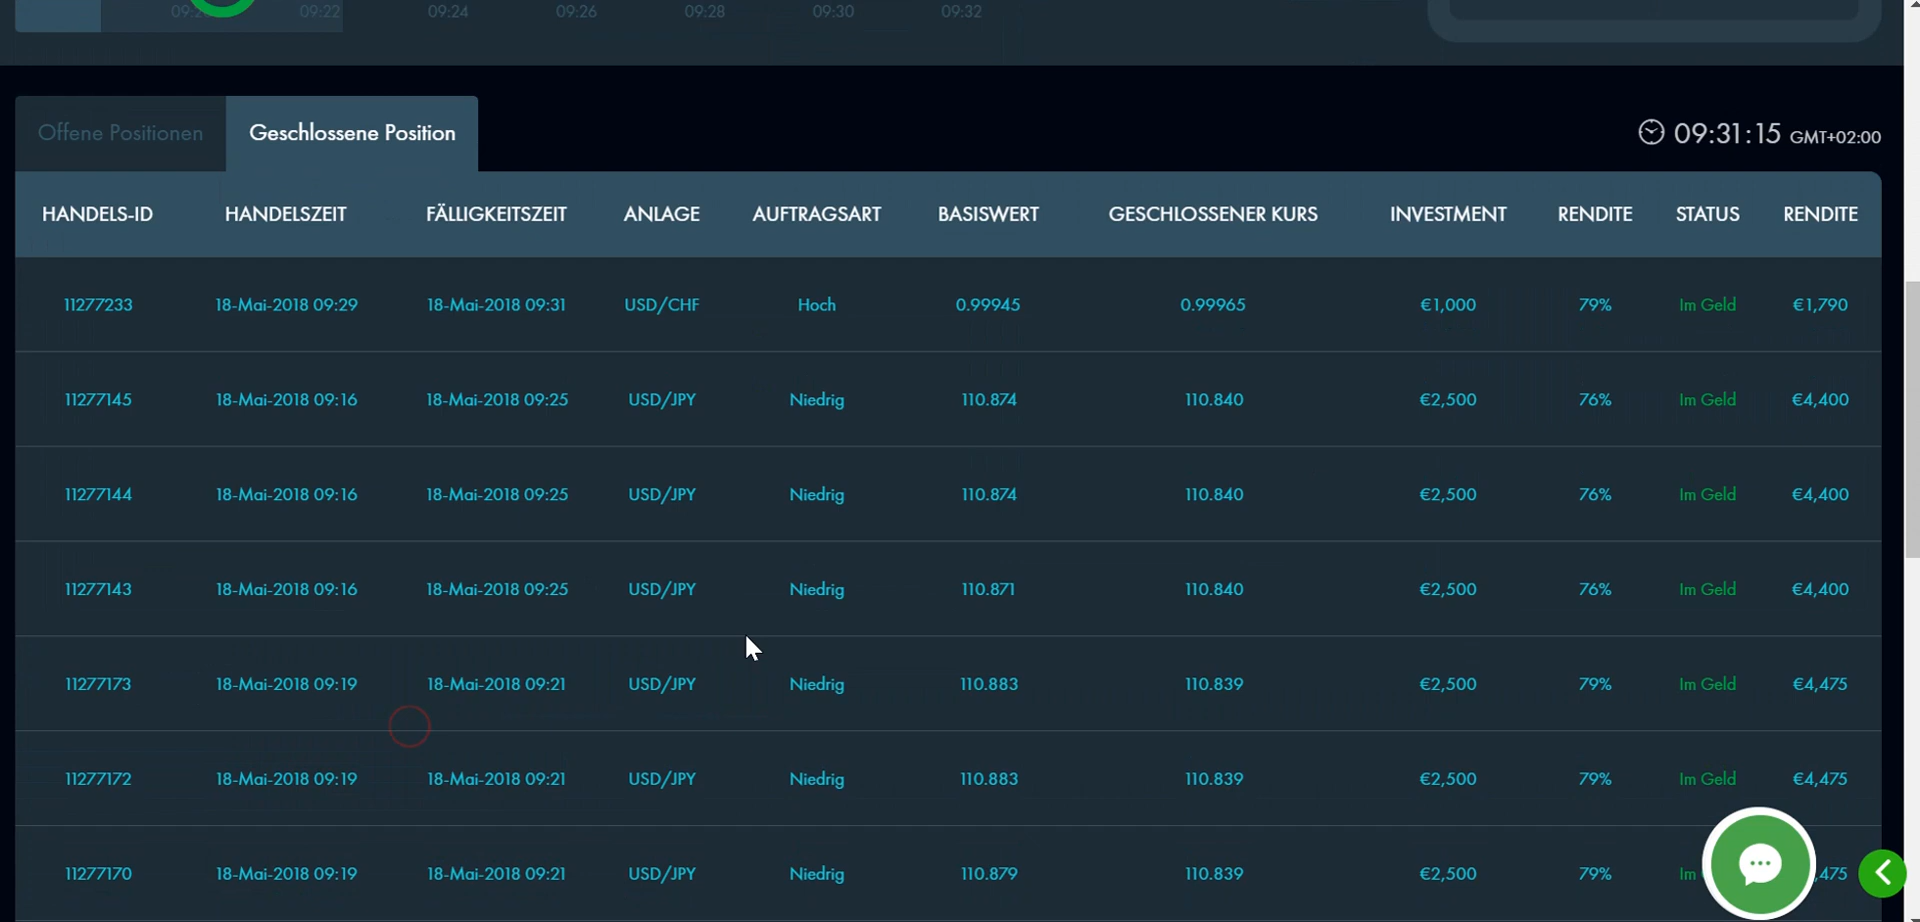 09:22 09:24 09:26 09:28 09:30 09:32
Offene Positionen Geschlossene Position 09:31:15 GMT+02:00
HANDELS-ID HANDELSZEIT FÄLLIGKEITSZEIT ANLAGE AUFTRAGSART BASISWERT GESCHLOSSENER KURS INVESTMENT RENDITE STATUS RENDITE
11277233 18-Mai-2018 09:29 18-Mai-2018 09:31 USD/CHF Hoch 0.99945 0.99965 €1,000 79% Im Geld €1,790
11277145 18-Mai-2018 09:16 18-Mai-2018 09:25 USD/JPY Niedrig 110.874 110.840 €2,500 76% Im Geld €4,400
11277144 18-Mai-2018 09:16 18-Mai-2018 09:25 USD/JPY Niedrig 110.874 110.840 €2,500 76% Im Geld €4,400
11277143 18-Mai-2018 09:16 18-Mai-2018 09:25 USD/JPY Niedrig 110.871 110.840 €2,500 76% Im Geld €4,400
11277173 18-Mai-2018 09:19 18-Mai-2018 09:21 USD/JPY Niedrig 110.883 110.839 €2,500 79% Im Geld €4,475
11277172 18-Mai-2018 09:19 18-Mai-2018 09:21 USD/JPY Niedrig 110.883 110.839 €2,500 79% Im Geld €4,475
11277170 18-Mai-2018 09:19 18-Mai-2018 09:21 USD/JPY Niedrig 110.879 110.839 €2,500 79% Im ,475